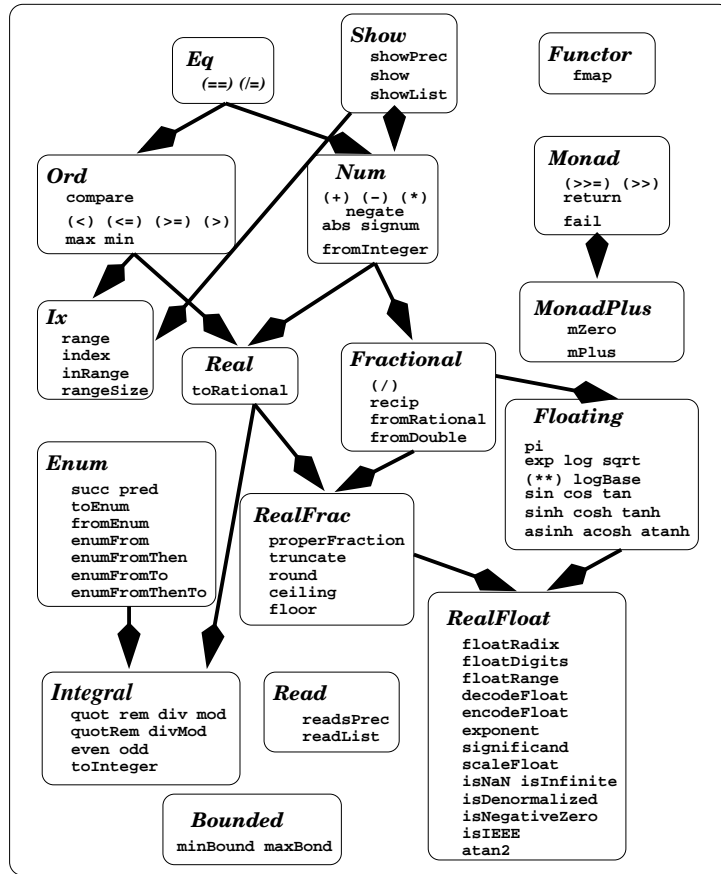 Eq
(==) (/=)
Show
showPrec
show
showList
Functor
fmap
Ord
compare
(<) (<=) (>=) (>)
max min
Num
(+) (-) (*)
negate
abs signum
fromInteger
Monad
(>>=) (>>)
return
fail
Ix
range
index
inRange
rangeSize
Real
toRational
Fractional
(/)
recip
fromRational
fromDouble
MonadPlus
mZero
mPlus
Enum
succ pred
toEnum
fromEnum
enumFrom
enumFromThen
enumFromTo
enumFromThenTo
RealFrac
properFraction
truncate
round
ceiling
floor
Floating
pi
exp log sqrt
(**) logBase
sin cos tan
sinh cosh tanh
asinh acosh atanh
Integral
quot rem div mod
quotRem divMod
even odd
toInteger
Read
readsPrec
readList
RealFloat
floatRadix
floatDigits
floatRange
decodeFloat
encodeFloat
exponent
significand
scaleFloat
isNaN isInfinite
isDenormalized
isNegativeZero
isIEEE
atan2
Bounded
minBound maxBond